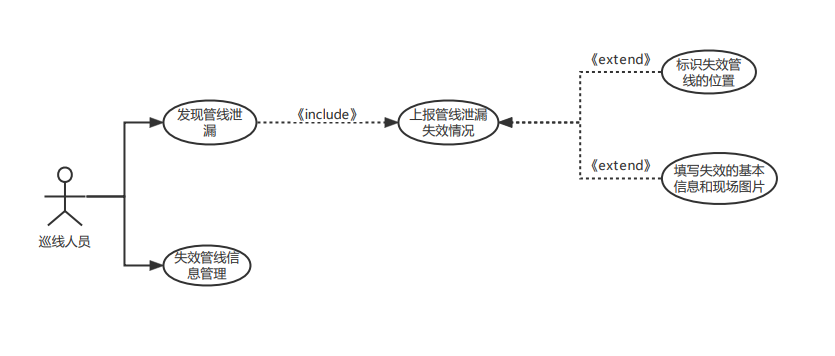 《extend》
标识失效管
线的位置
发现管线泄
漏
《include》
上报管线泄漏
失效情况
《extend》
填写失效的基本
信息和现场图片
巡线人员
失效管线信
息管理